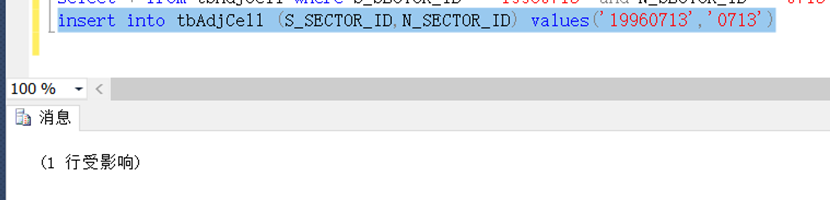 insert into tbAdjCell (S_SECTOR_ID,N_SECTOR_ID) values('19960713','0713')
100 %
消息
(1 行受影响)